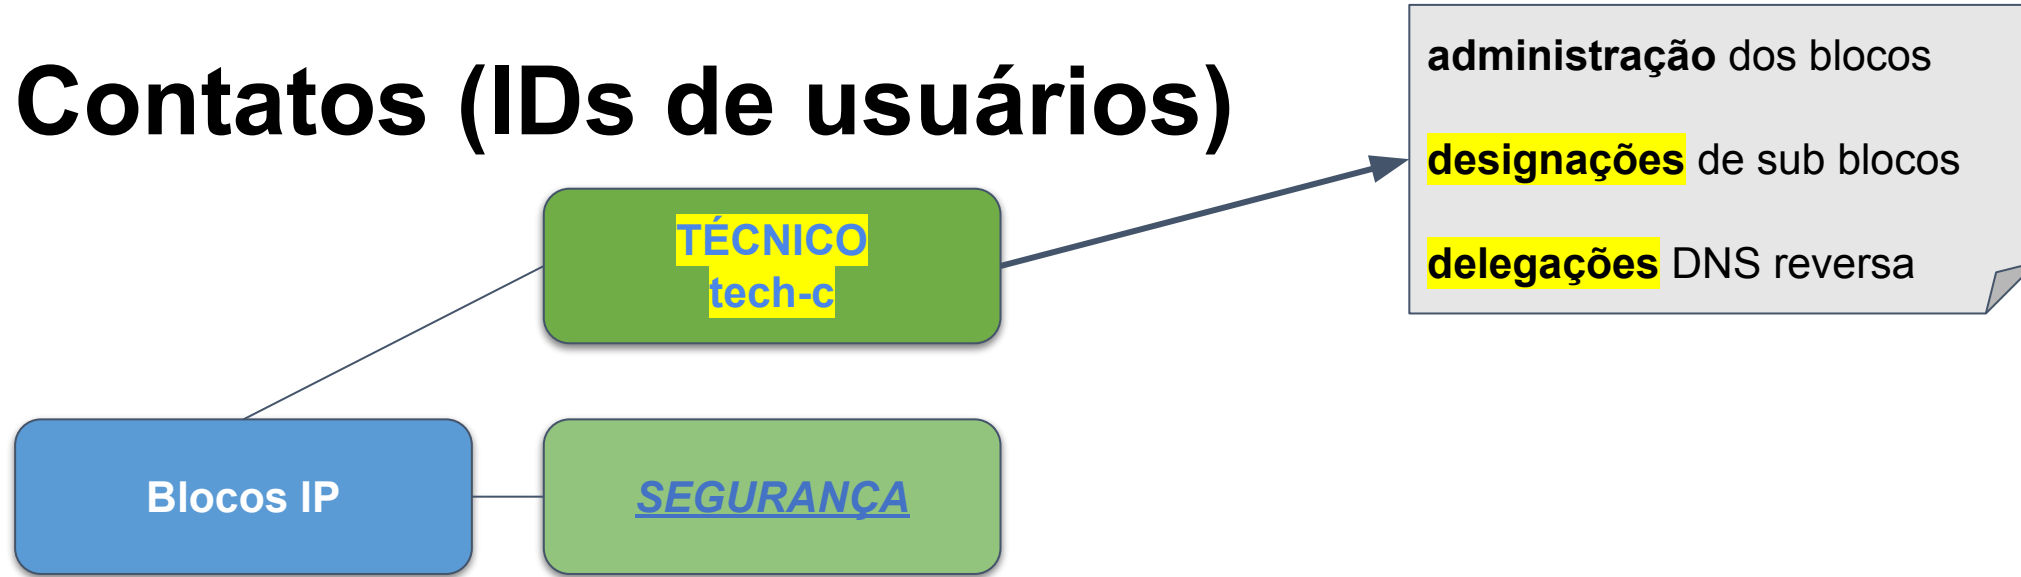 Contatos (IDs de usuários)
administração dos blocos
designações de sub blocos
delegações DNS reversa
TÉCNICO
tech-c
Blocos IP
SEGURANÇA